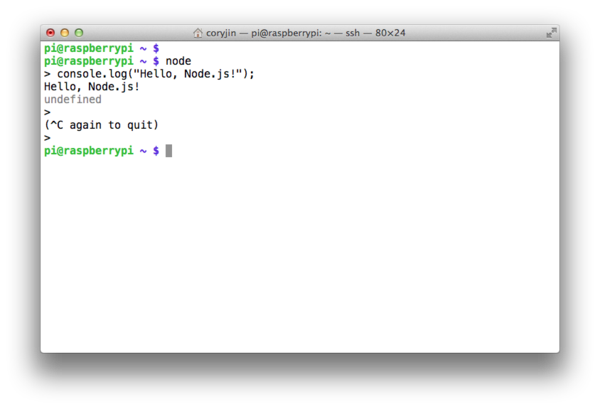 coryjin — pi@raspberrypi: ~ — ssh — 80×24
pi@raspberrypi ~ $
pi@raspberrypi ~ $ node
> console.log("Hello, Node.js!");
Hello, Node.js!
undefined
>
(^C again to quit)
>
pi@raspberrypi ~ $